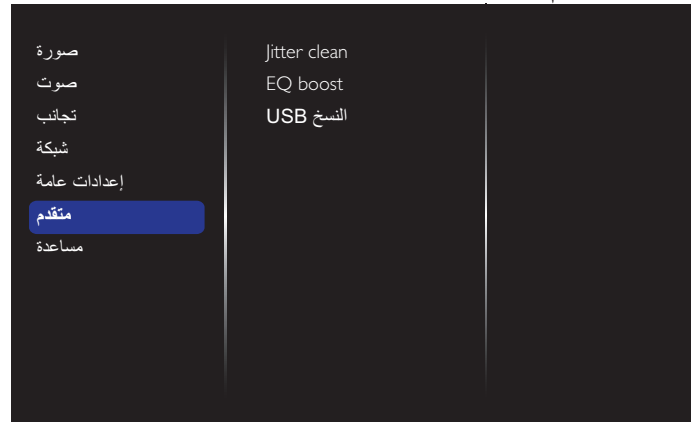 صورة
صوت
تجانب
شبكة
إعدادات عامة
متقدم
مساعدة
Jitter clean
EQ boost
النسخ USB